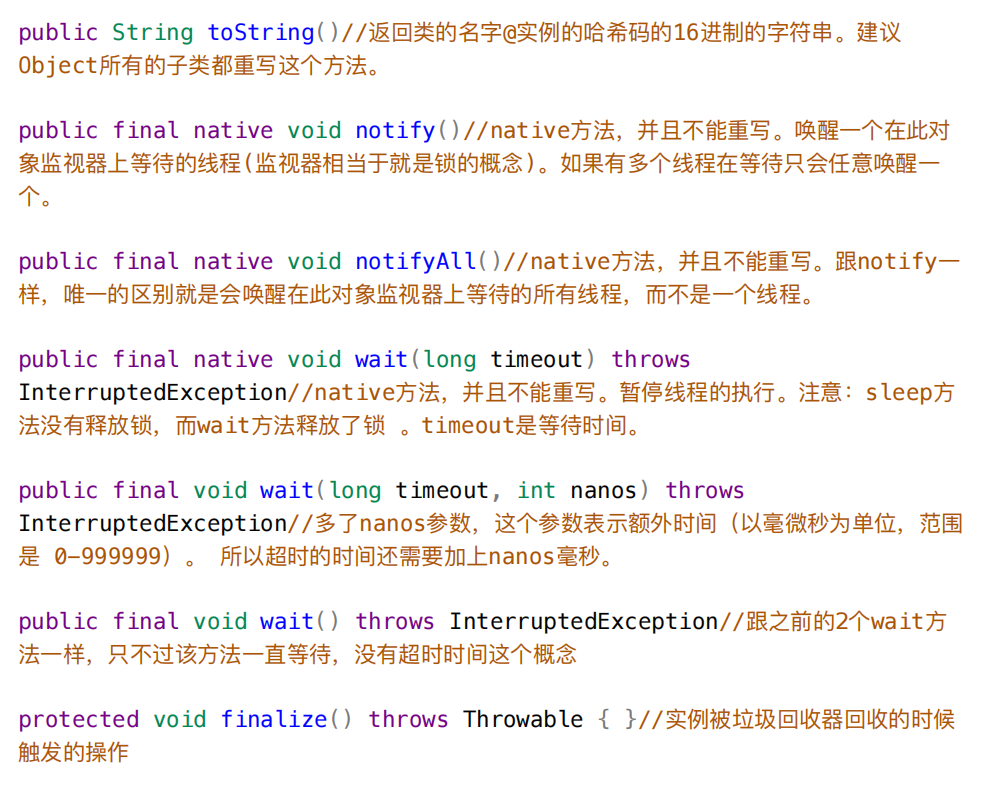 public String toString()//返回类的名字@实例的哈希码的16进制的字符串。建议
Object所有的子类都重写这个方法。
public final native void notify()//native方法，并且不能重写。唤醒一个在此对
象监视器上等待的线程(监视器相当于就是锁的概念)。如果有多个线程在等待只会任意唤醒一
个。
public final native void notifyAll()//native方法，并且不能重写。跟notify一
样，唯一的区别就是会唤醒在此对象监视器上等待的所有线程，而不是一个线程。
public final native void wait(long timeout) throws
InterruptedException//native方法，并且不能重写。暂停线程的执行。注意：sleep方
法没有释放锁，而wait方法释放了锁 。timeout是等待时间。
public final void wait(long timeout, int nanos) throws
InterruptedException//多了nanos参数，这个参数表示额外时间（以毫微秒为单位，范围
是 0-999999）。 所以超时的时间还需要加上nanos毫秒。
public final void wait() throws InterruptedException//跟之前的2个wait方
法一样，只不过该方法一直等待，没有超时时间这个概念
protected void finalize() throws Throwable { }//实例被垃圾回收器回收的时候
触发的操作